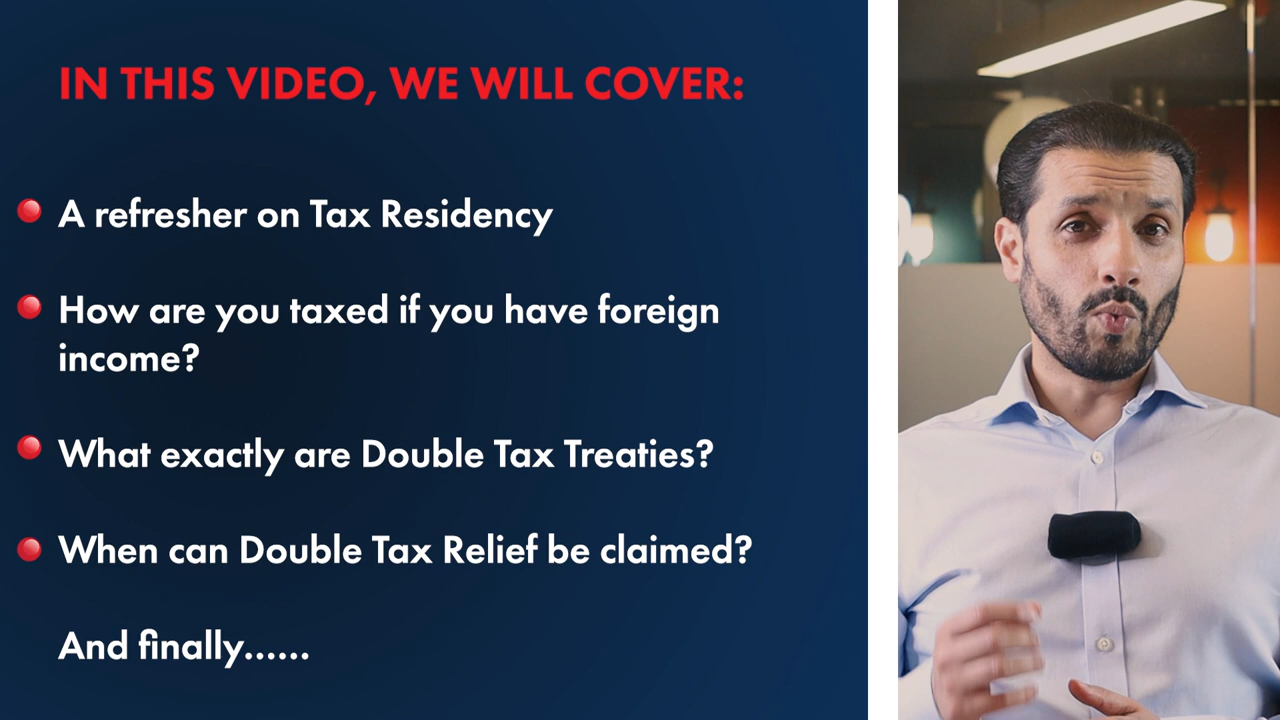 IN THIS VIDEO, WE WILL COVER:
A refresher on Tax Residency
How are you taxed if you have foreign
income?
What exactly are Double Tax Treaties?
When can Double Tax Relief be claimed?
And finally......